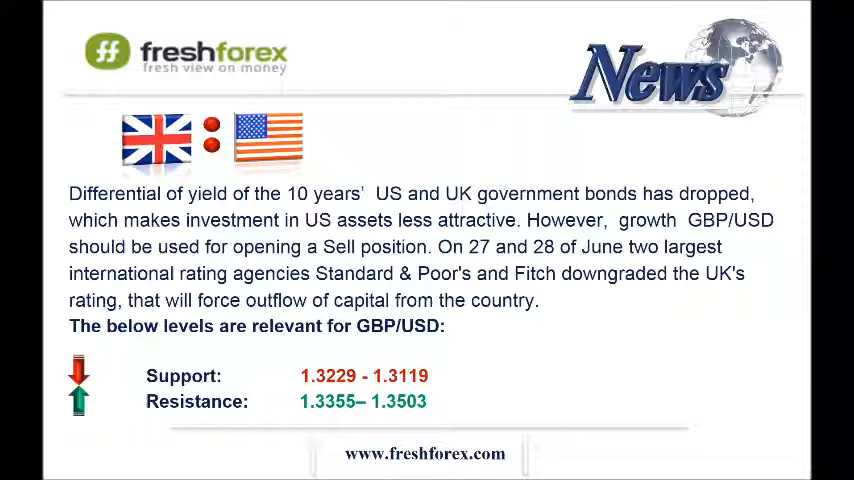 freshforex
fresh view on money
News
Differential of yield of the 10 years’ US and UK government bonds has dropped,
which makes investment in US assets less attractive. However, growth GBP/USD
should be used for opening a Sell position. On 27 and 28 of June two largest
international rating agencies Standard & Poor's and Fitch downgraded the UK's
rating, that will force outflow of capital from the country.
The below levels are relevant for GBP/USD:
Support: 1.3229 - 1.3119
Resistance: 1.3355– 1.3503
www.freshforex.com